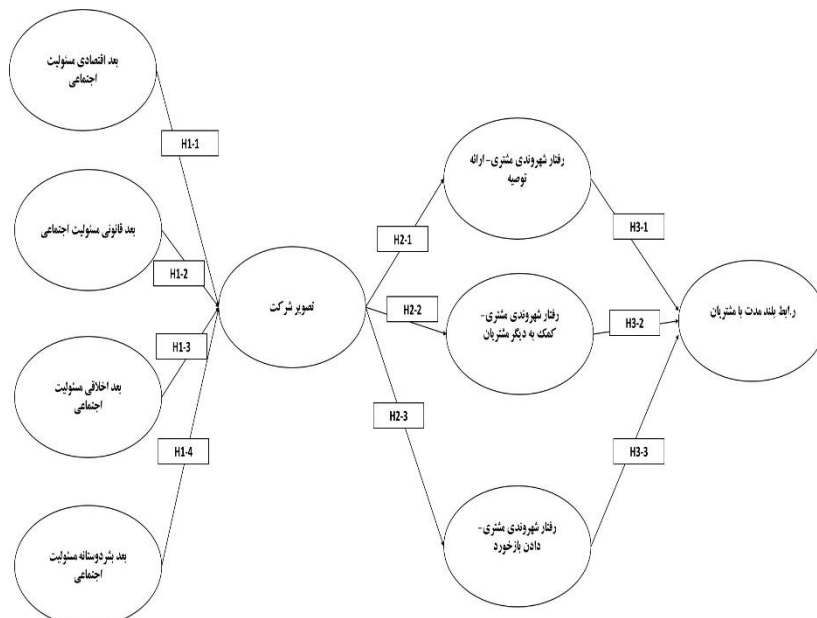 بعد اقتصادی مسئولیت
اجتماعی
H1-1
بعد قانونی مسئولیت اجتماعی
H1-2
بعد اخلاقی مسئولیت
اجتماعی
H1-3
بعد بشردوستانه مسئولیت
اجتماعی
H1-4
تصویر شرکت
H2-1
H2-2
H2-3
رفتار شهروندی مشتری- ارائه
توصیه
رفتار شهروندی مشتری-
کمک به دیگر مشتریان
رفتار شهروندی مشتری-
دادن بازخورد
H3-1
H3-2
H3-3
ر.ابط بلند مدت با مشتریان